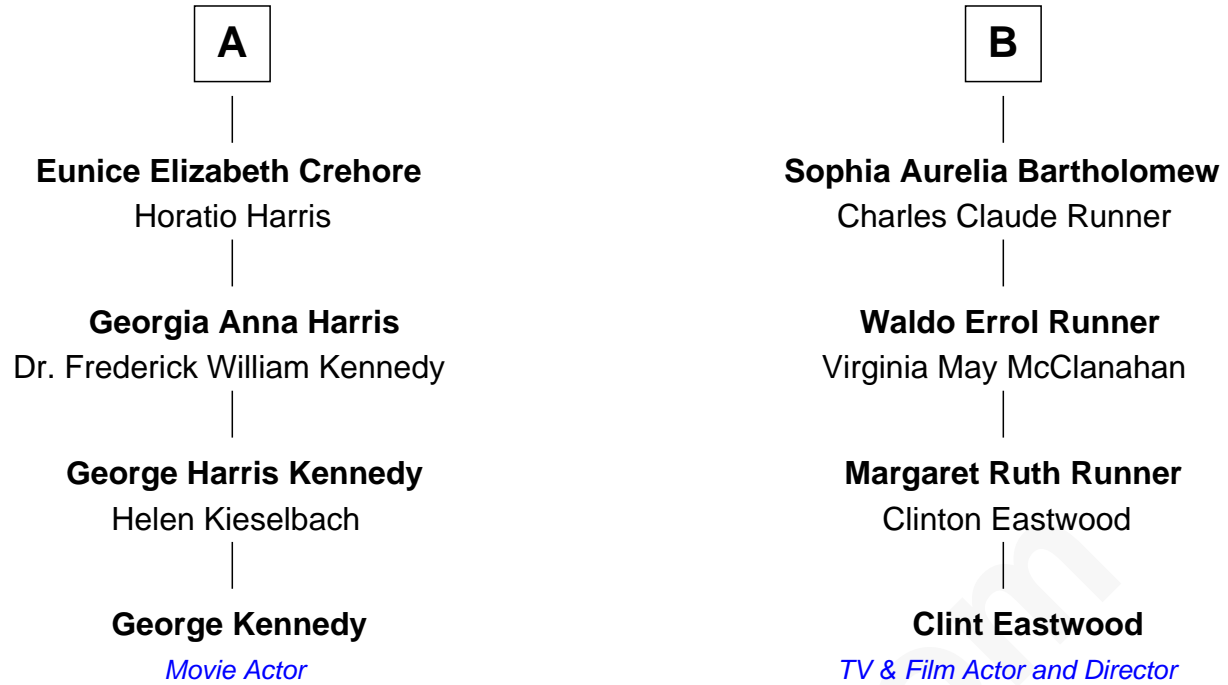 A
Eunice Elizabeth Crehore
Horatio Harris
Georgia Anna Harris
Dr. Frederick William Kennedy
George Harris Kennedy
Helen Kieselbach
George Kennedy
Movie Actor
B
Sophia Aurelia Bartholomew
Charles Claude Runner
Waldo Errol Runner
Virginia May McClanahan
Margaret Ruth Runner
Clinton Eastwood
Clint Eastwood
TV & Film Actor and Director
om